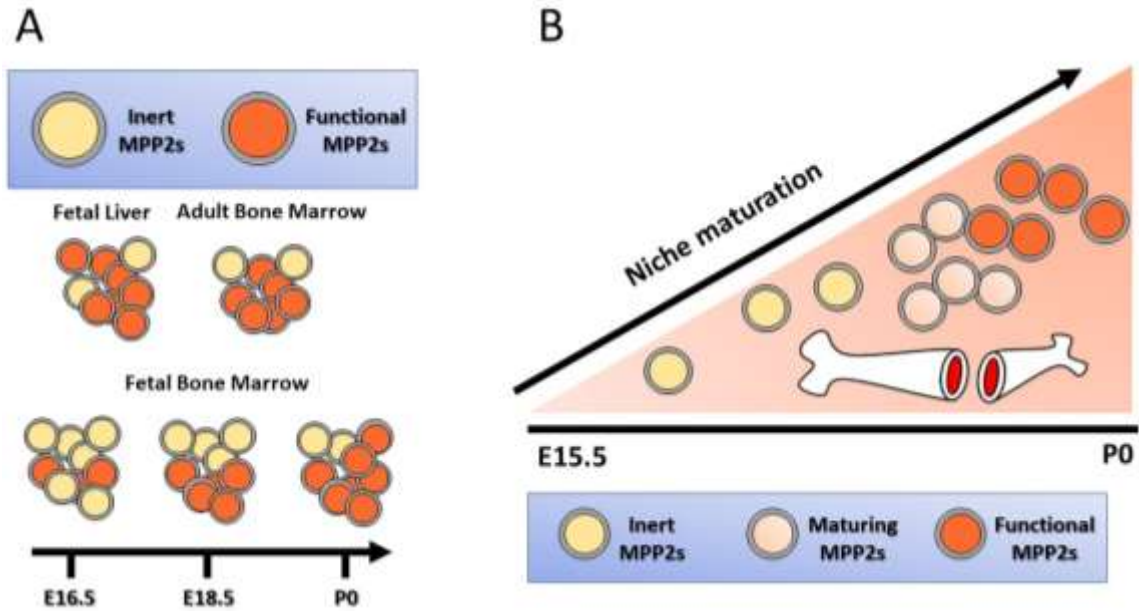 A
Inert
MPP2s
Functional
MPP2s
Fetal Liver
Adult Bone Marrow
Fetal Bone Marrow
E16.5
E18.5
P0
B
Niche maturation
E15.5
P0
Inert
MPP2s
Maturing
MPP2s
Functional
MPP2s